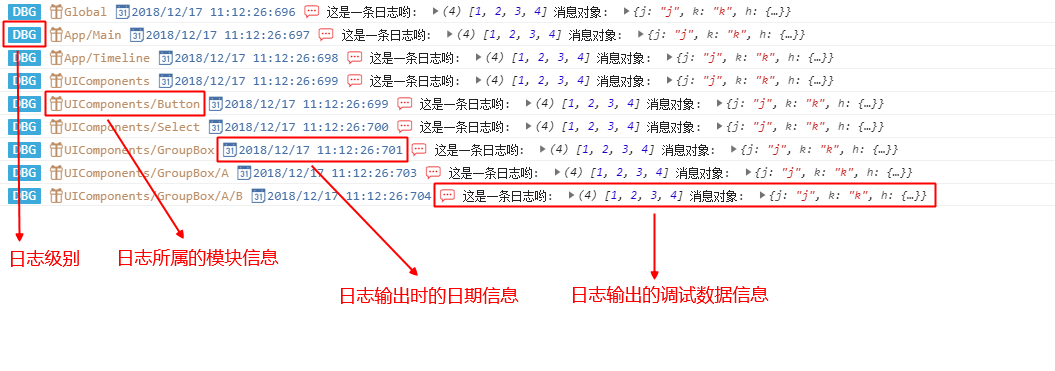 DBG Global 31 2018/12/17 11:12:26:696 这是一条日志哟: ▶(4) [1, 2, 3, 4] 消息对象: ▶{j: "j", k: "k", h: {…}}
DBG App/Main 31 2018/12/17 11:12:26:697 这是一条日志哟: ▶(4) [1, 2, 3, 4] 消息对象: ▶{j: "j", k: "k", h: {…}}
DBG App/Timeline 31 2018/12/17 11:12:26:698 这是一条日志哟: ▶(4) [1, 2, 3, 4] 消息对象: ▶{j: "j", k: "k", h: {…}}
DBG UIComponents 31 2018/12/17 11:12:26:699 这是一条日志哟: ▶(4) [1, 2, 3, 4] 消息对象: ▶{j: "j", k: "k", h: {…}}
DBG UIComponents/Button 31 2018/12/17 11:12:26:699 这是一条日志哟: ▶(4) [1, 2, 3, 4] 消息对象: ▶{j: "j", k: "k", h: {…}}
DBG UIComponents/Select 31 2018/12/17 11:12:26:700 这是一条日志哟: ▶(4) [1, 2, 3, 4] 消息对象: ▶{j: "j", k: "k", h: {…}}
DBG UIComponents/GroupBox 31 2018/12/17 11:12:26:701 这是一条日志哟: ▶(4) [1, 2, 3, 4] 消息对象: ▶{j: "j", k: "k", h: {…}}
DBG UIComponents/GroupBox/A 31 2018/12/17 11:12:26:703 这是一条日志哟: ▶(4) [1, 2, 3, 4] 消息对象: ▶{j: "j", k: "k", h: {…}}
DBG UIComponents/GroupBox/A/B 31 2018/12/17 11:12:26:704 这是一条日志哟: ▶(4) [1, 2, 3, 4] 消息对象: ▶{j: "j", k: "k", h: {…}}
日志级别
日志所属的模块信息
日志输出时的日期信息
日志输出的调试数据信息